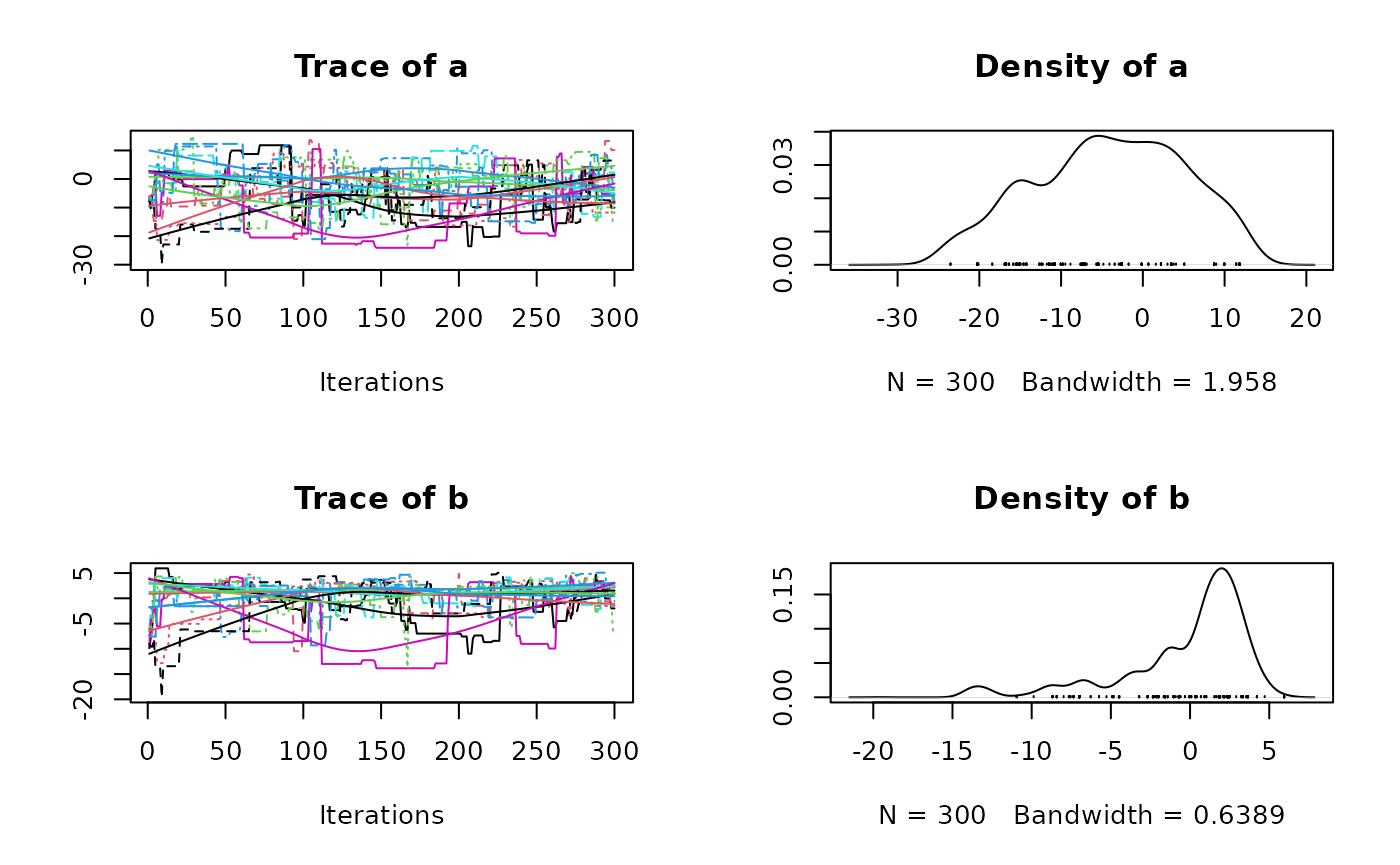 Trace of a
0
-30
0 50 100 150 200 250 300
Iterations
Density of a
0.03
0.00
-30 -20 -10 0 10 20
N = 300 Bandwidth = 1.958
Trace of b
5
-5
-20
0 50 100 150 200 250 300
Iterations
Density of b
0.15
0.00
-20 -15 -10 -5 0 5
N = 300 Bandwidth = 0.6389